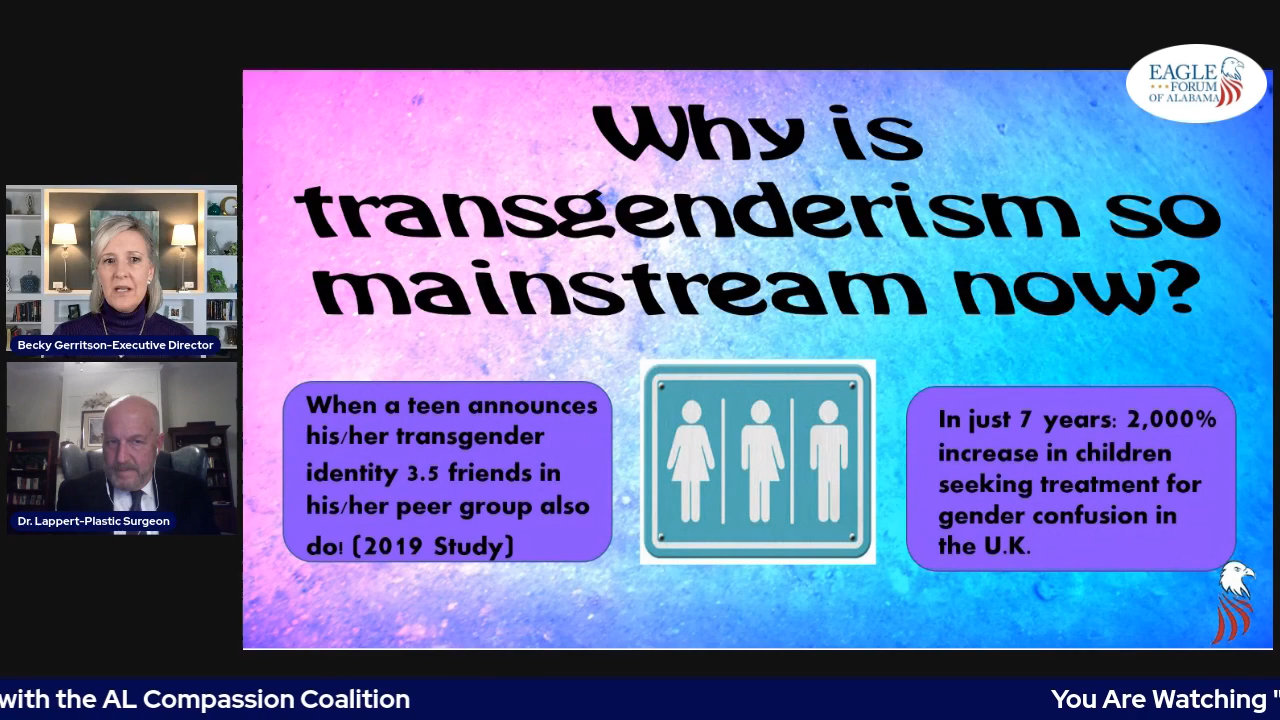 EAGLE
FORUM
OF ALABAMA
Why is
transgenderism so
mainstream now?
When a teen announces
his/her transgender
identity 3.5 friends in
his/her peer group also
do! (2019 Study)
In just 7 years: 2,000%
increase in children
seeking treatment for
gender confusion in
the U.K.
Becky Gerritson-Executive Director
Dr. Lappert-Plastic Surgeon
with the AL Compassion Coalition
You Are Watching "